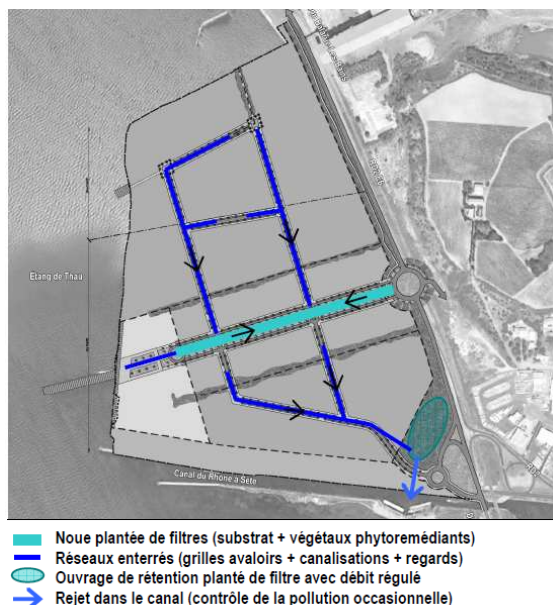 Etang de Thau
Canal du Rhône à Sète
Noue plantée de filtres (substrat + végétaux phytoremédiants)
Réseaux enterrés (grilles avaloirs + canalisations + regards)
Ouvrage de rétention planté de filtre avec débit régulé
Rejet dans le canal (contrôle de la pollution occasionnelle)